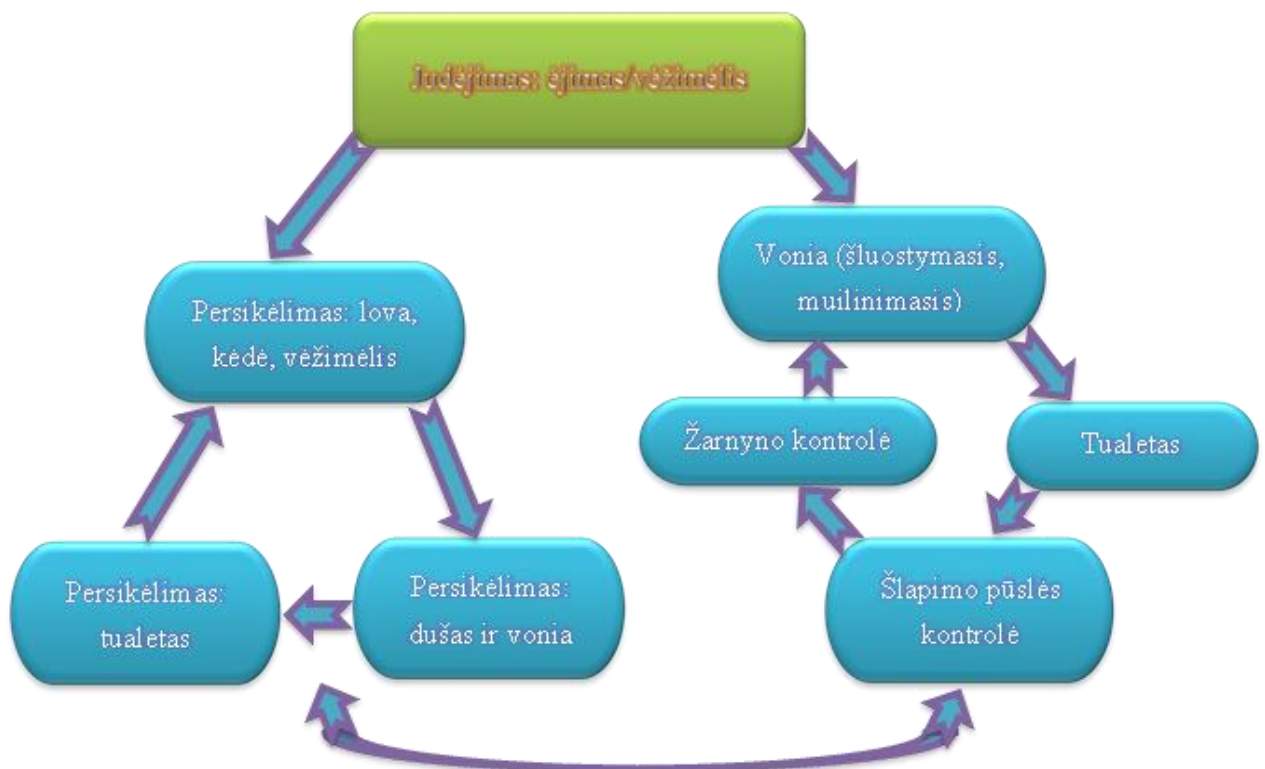 Judėjimas: ėjimas/vėžimėlis
Vonia (šluostymasis,
muilinimasis)
Persikėlimas: lova,
kėdė, vėžimėlis
Žarnyno kontrolė
Tualetas
Persikėlimas:
tualetas
Persikėlimas:
dušas ir vonia
Šlapimo pūslės
kontrolė